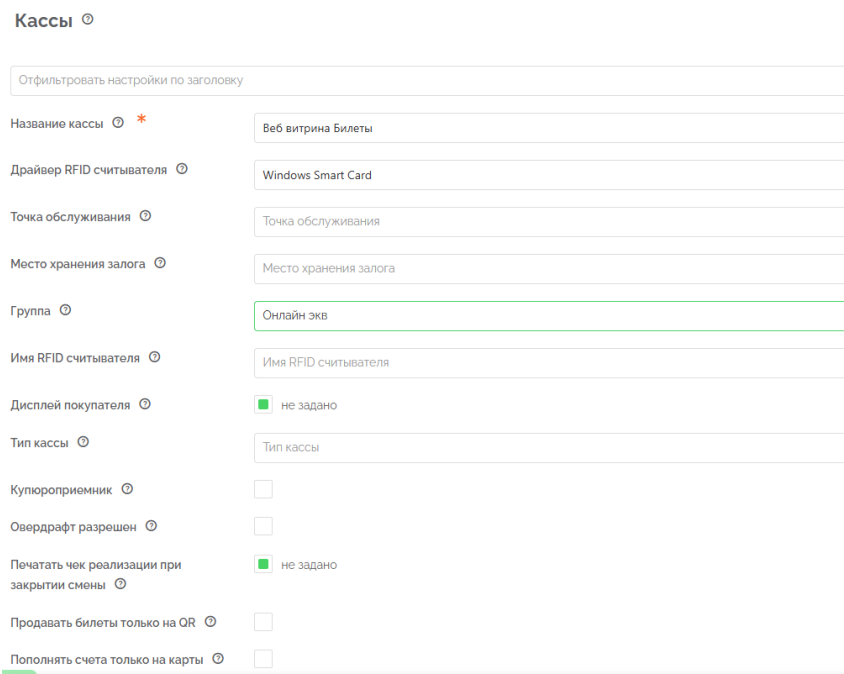 Кассы
Отфильтровать настройки по заголовку
Название кассы *
Веб витрина Билеты
Драйвер RFID считывателя
Windows Smart Card
Точка обслуживания
Точка обслуживания
Место хранения залога
Место хранения залога
Группа
Онлайн экв
Имя RFID считывателя
Имя RFID считывателя
Дисплей покупателя
не задано
Тип кассы
Тип кассы
Купюроприемник
Овердрафт разрешен
Печатать чек реализации при
закрытии смены
не задано
Продавать билеты только на QR
Пополнять счета только на карты